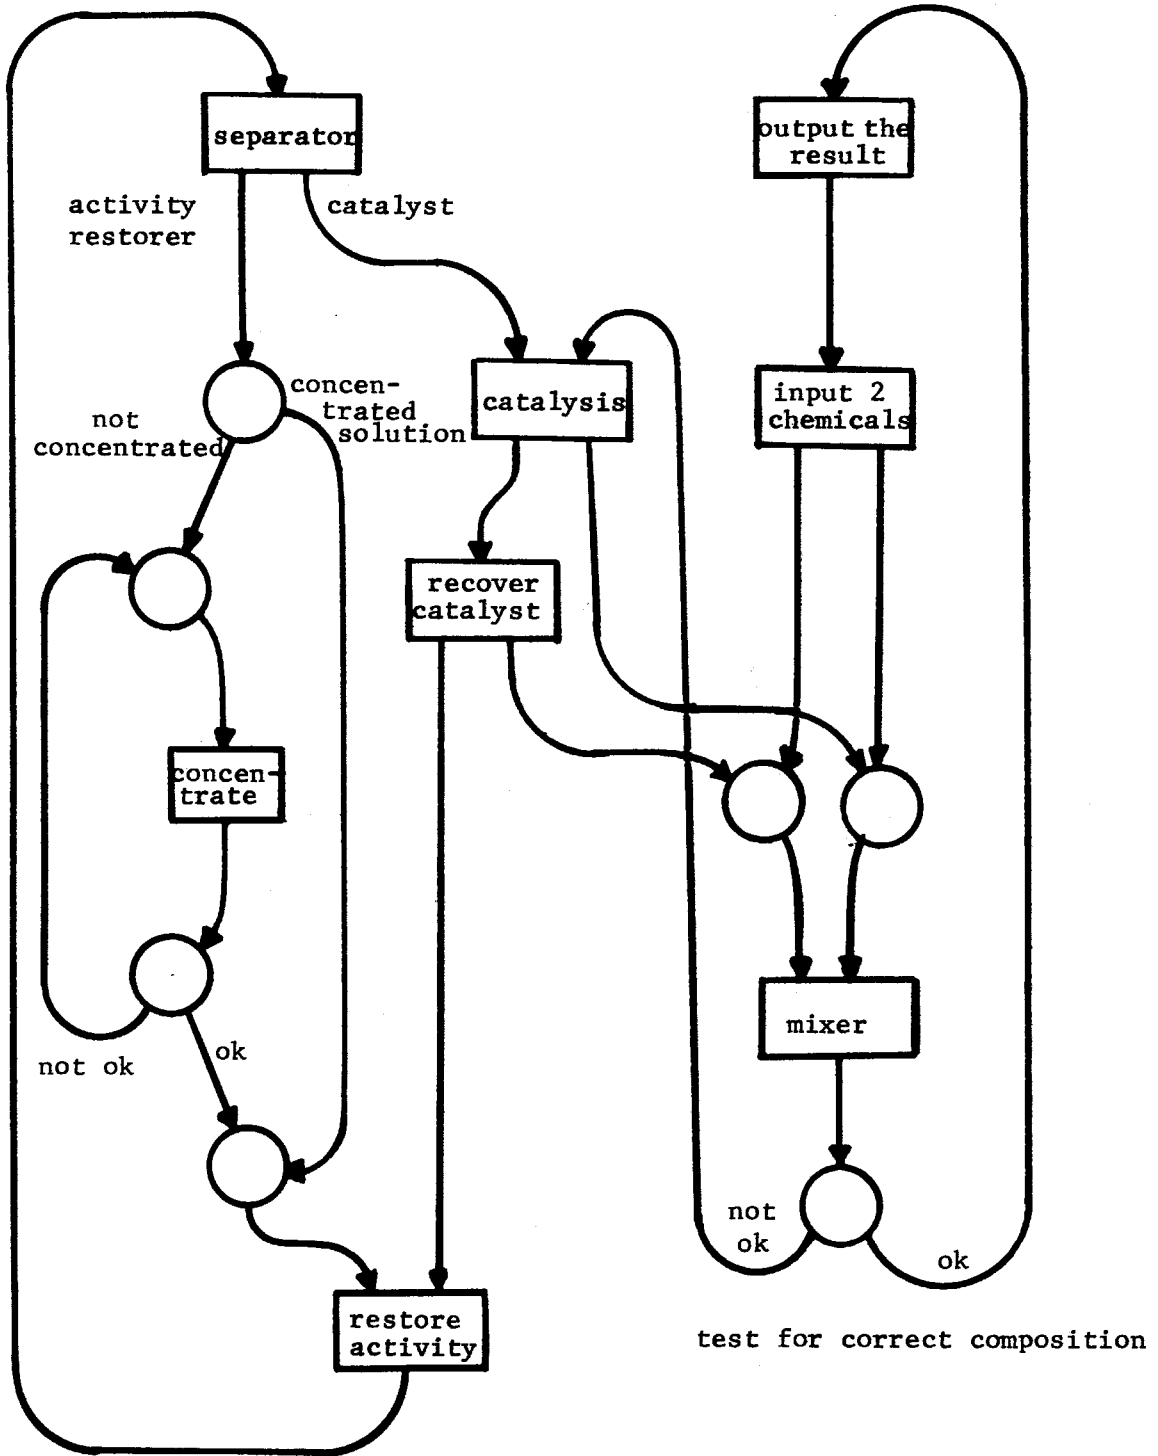 separator
output the
result
activity
restorer
catalyst
concen-
trated
solution
not
concentrated
catalysis
input 2
chemicals
recover
catalyst
concen-
trate
mixer
not ok
ok
not
ok
ok
restore
activity
test for correct composition